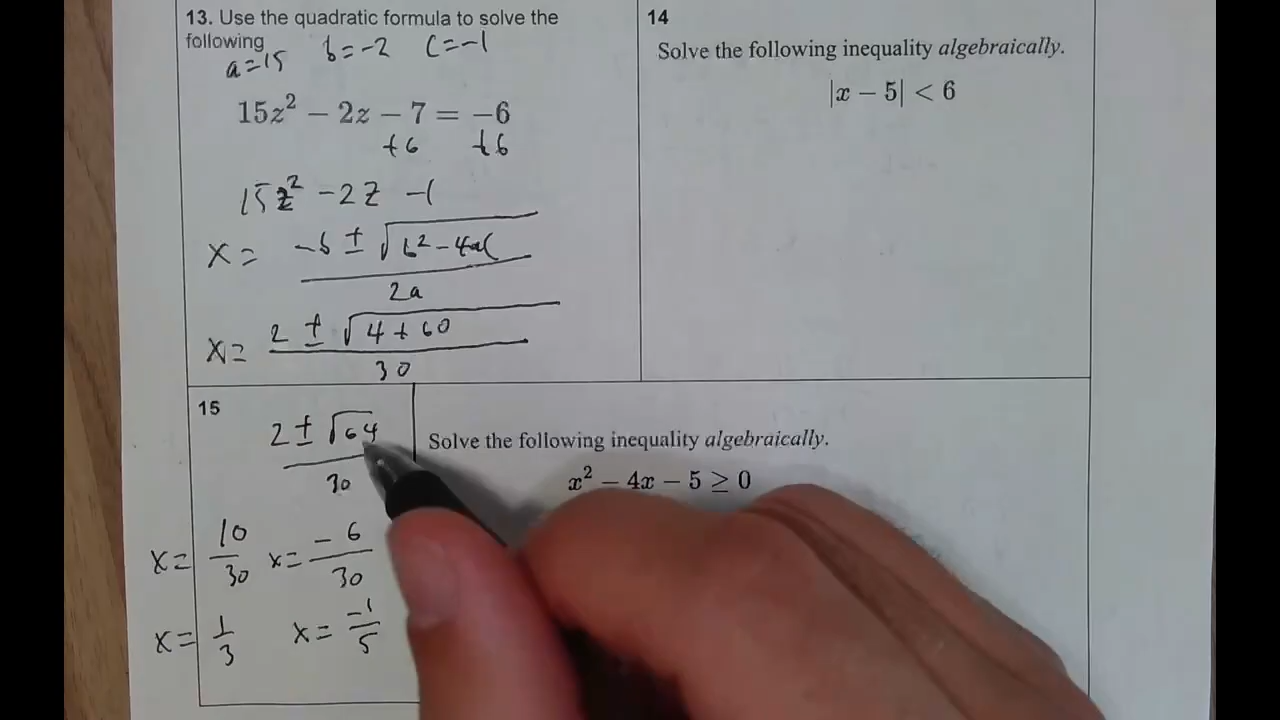 13. Use the quadratic formula to solve the
following
a=15 b=-2 c=-1
15z² − 2z − 7 = −6
+6 +6
15z² -2z -1
x= -b ± √b²-4ac
2a
x= 2 ± √4+60
30
14
Solve the following inequality algebraically.
|x − 5| < 6
15
2 ± √64
30
x= 10/30 x= -6/30
x= 1/3 x= -1/5
Solve the following inequality algebraically.
x² − 4x − 5 ≥ 0